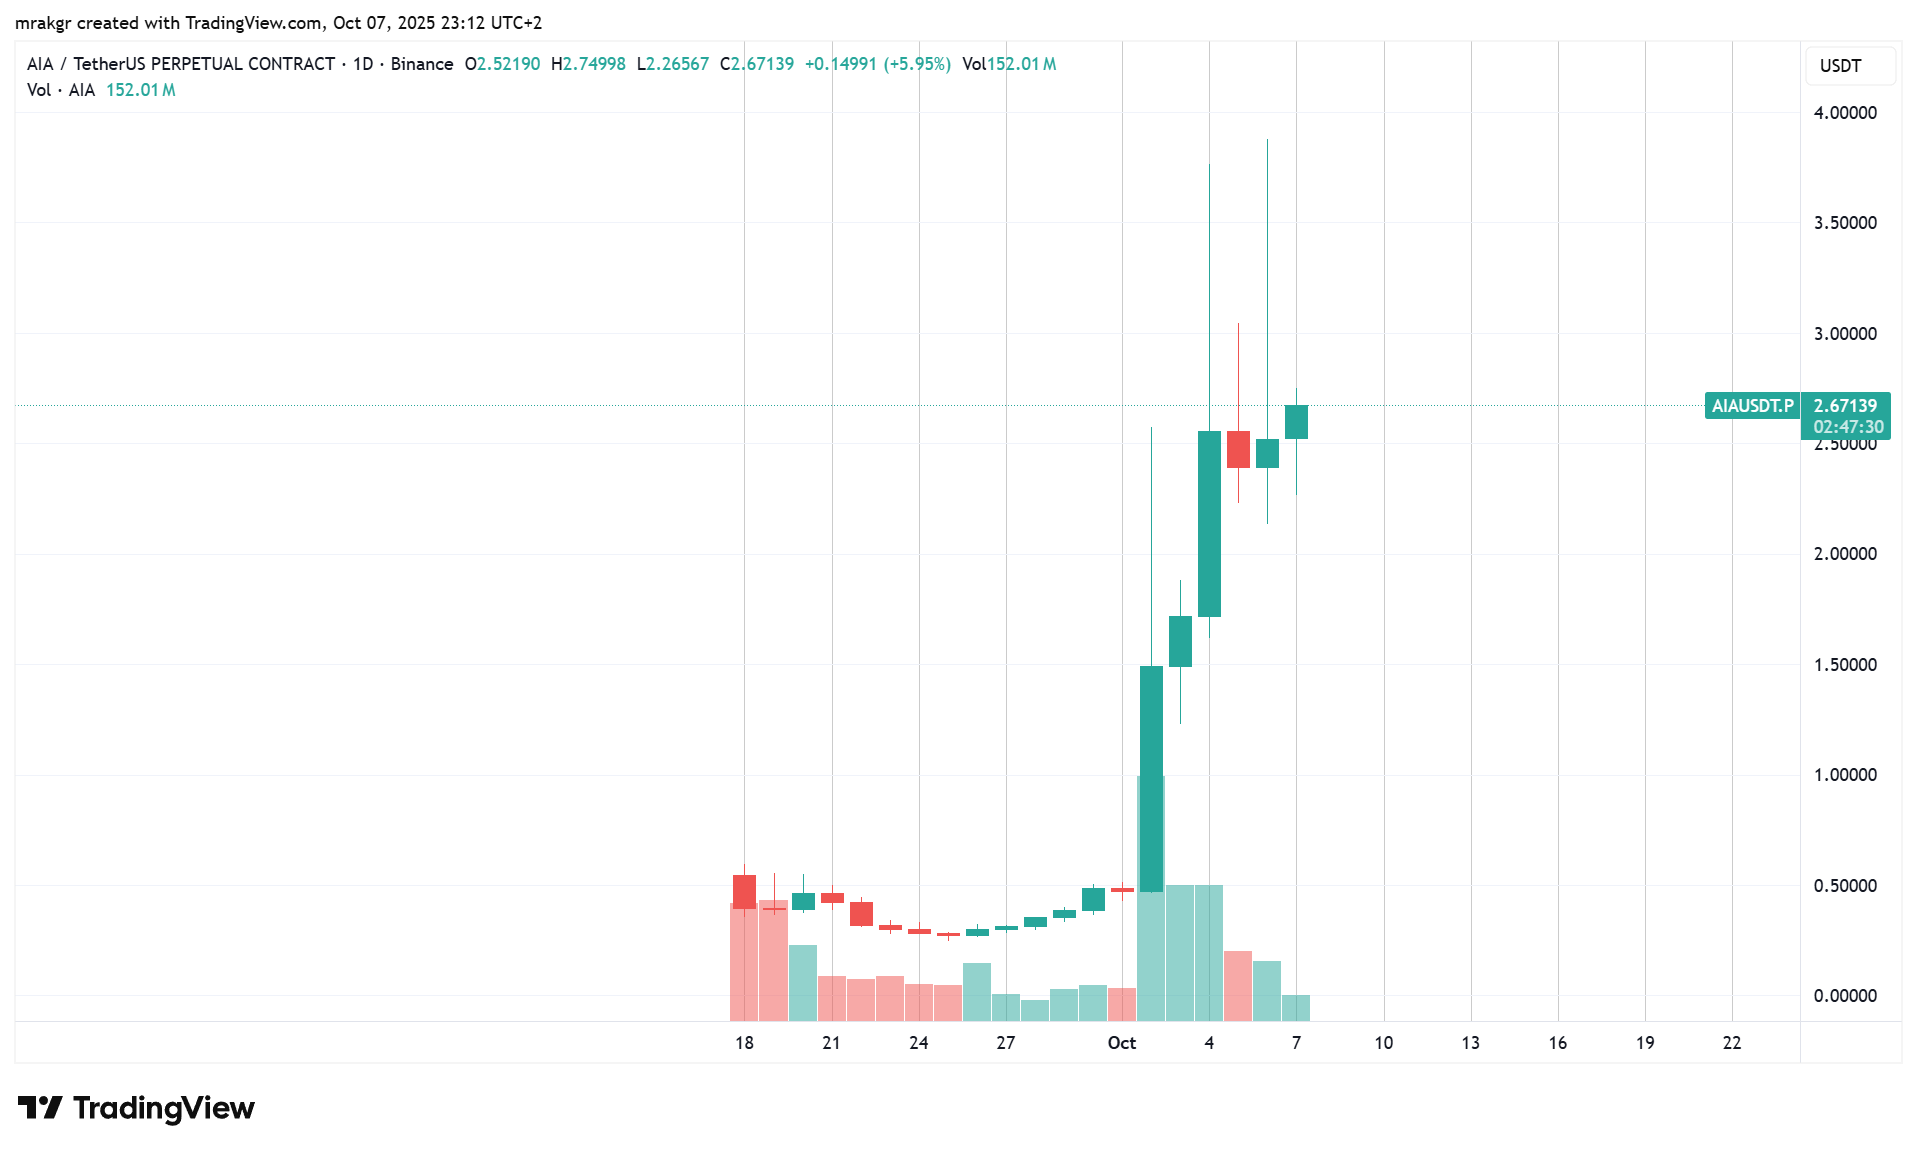 mrakgr created with TradingView.com, Oct 07, 2025 23:12 UTC+2
AIA / TetherUS PERPETUAL CONTRACT · 1D · Binance O2.52190 H2.74998 L2.26567 C2.67139 +0.14991 (+5.95%) Vol152.01 M
Vol · AIA 152.01 M
USDT
4.00000
3.50000
3.00000
AIAUSDT.P 2.67139
02:47:30
2.50000
2.00000
1.50000
1.00000
0.50000
0.00000
18 21 24 27 Oct 4 7 10 13 16 19 22
TradingView